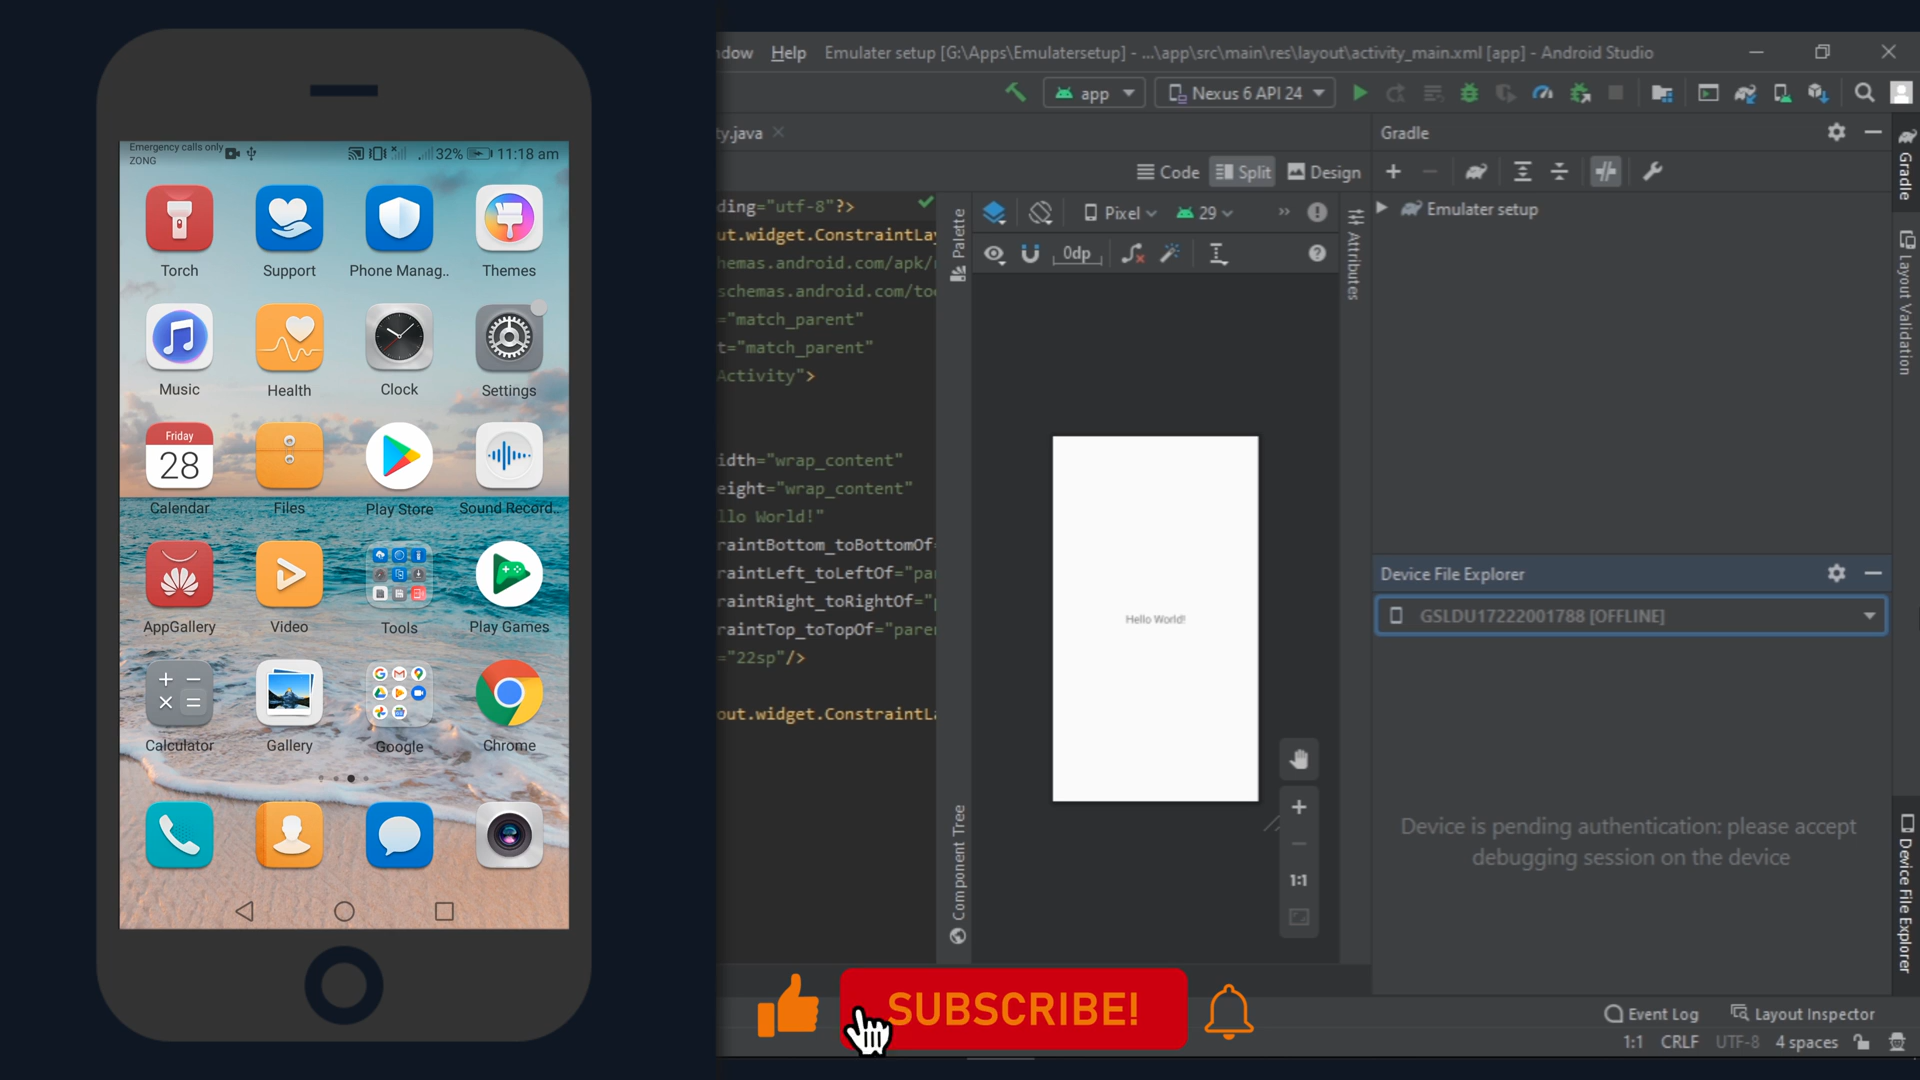 Emergency calls only
ZONG
32%
11:18 am
Torch
Support
Phone Manag..
Themes
Music
Health
Clock
Settings
Friday
28
Calendar
Files
Play Store
Sound Record..
AppGallery
Video
Tools
Play Games
Calculator
Gallery
Google
Chrome
dow Help Emulater setup [G:\Apps\Emulatersetup] - ...\app\src\main\res\layout\activity_main.xml [app] - Android Studio
app
Nexus 6 API 24
ty.java
Code
Split
Design
ding="utf-8"?>
ut.widget.ConstraintLay
hemas.android.com/apk/
schemas.android.com/too
="match_parent"
t="match_parent"
Activity">
idth="wrap_content"
eight="wrap_content"
llo World!"
raintBottom_toBottomOf=
raintLeft_toLeftOf="pa
raintRight_toRightOf="
raintTop_toTopOf="pare
="22sp"/>
out.widget.ConstraintLa
Palette
Component Tree
Pixel
29
0dp
Attributes
Hello World!
1:1
Gradle
Emulater setup
Device File Explorer
GSLDU17222001788 [OFFLINE]
Device is pending authentication: please accept
debugging session on the device
Gradle
Layout Validation
Device File Explorer
SUBSCRIBE!
Event Log
Layout Inspector
1:1 CRLF UTF-8 4 spaces